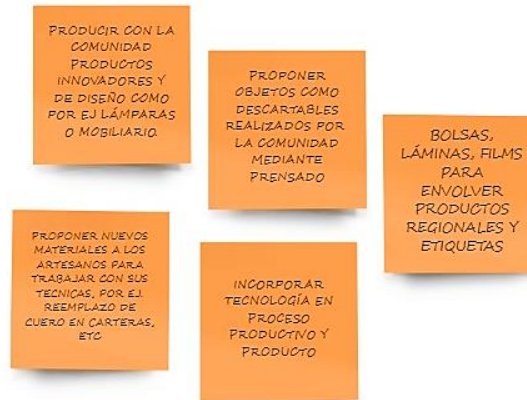 PRODUCIR CON LA
COMUNIDAD
PRODUCTOS
INNOVADORES Y
DE DISEÑO COMO
POR EJ LÁMPARAS
O MOBILIARIO.
PROPONER
OBJETOS COMO
DESCARTABLES
REALIZADOS POR
LA COMUNIDAD
MEDIANTE
PRENSADO
BOLSAS,
LÁMINAS, FILMS
PARA
ENVOLVER
PRODUCTOS
REGIONALES Y
ETIQUETAS
PROPONER NUEVOS
MATERIALES A LOS
ARTESANOS PARA
TRABAJAR CON SUS
TECNICAS, POR EJ.
REEMPLAZO DE
CUERO EN CARTERAS,
ETC
INCORPORAR
TECNOLOGÍA EN
PROCESO
PRODUCTIVO Y
PRODUCTO